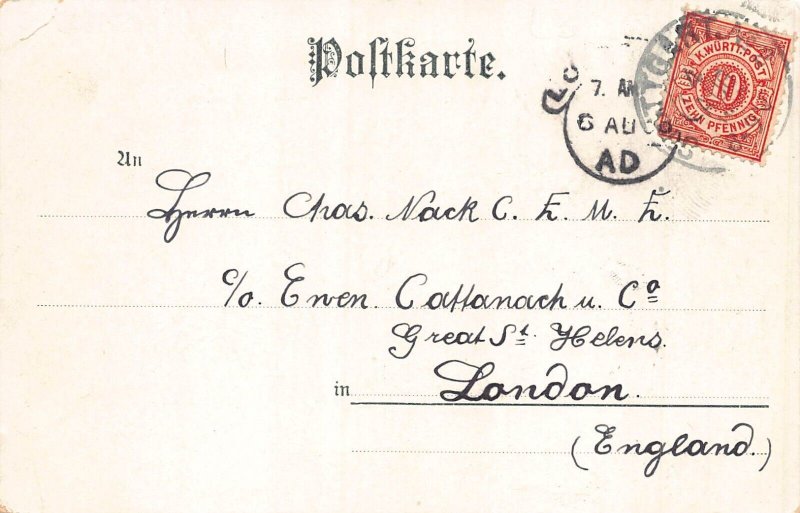 Postkarte.
K. WÜRTT. POST
10
ZEHN PFENNIG
7. AM
6 AU
AD
An
Herrn Chas. Nack C. E. M. E.
c/o. Ewen. Cattanach u. Co
Great St. Helens.
in London.
(England.)